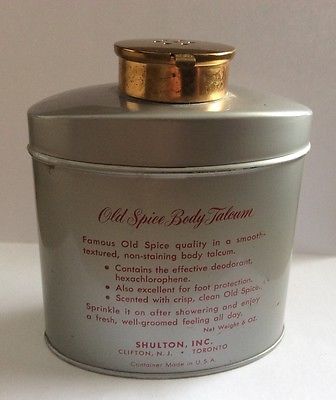 Old Spice Body Talcum
Famous Old Spice quality in a smooth-
textured, non-staining body talcum.
• Contains the effective deodorant,
hexachlorophene.
• Also excellent for foot protection.
• Scented with crisp, clean Old Spice.
Sprinkle it on after showering and enjoy
a fresh, well-groomed feeling all day.
Net Weight 6 OZ.
SHULTON, INC.
CLIFTON, N. J. • TORONTO
Container Made in U.S.A.